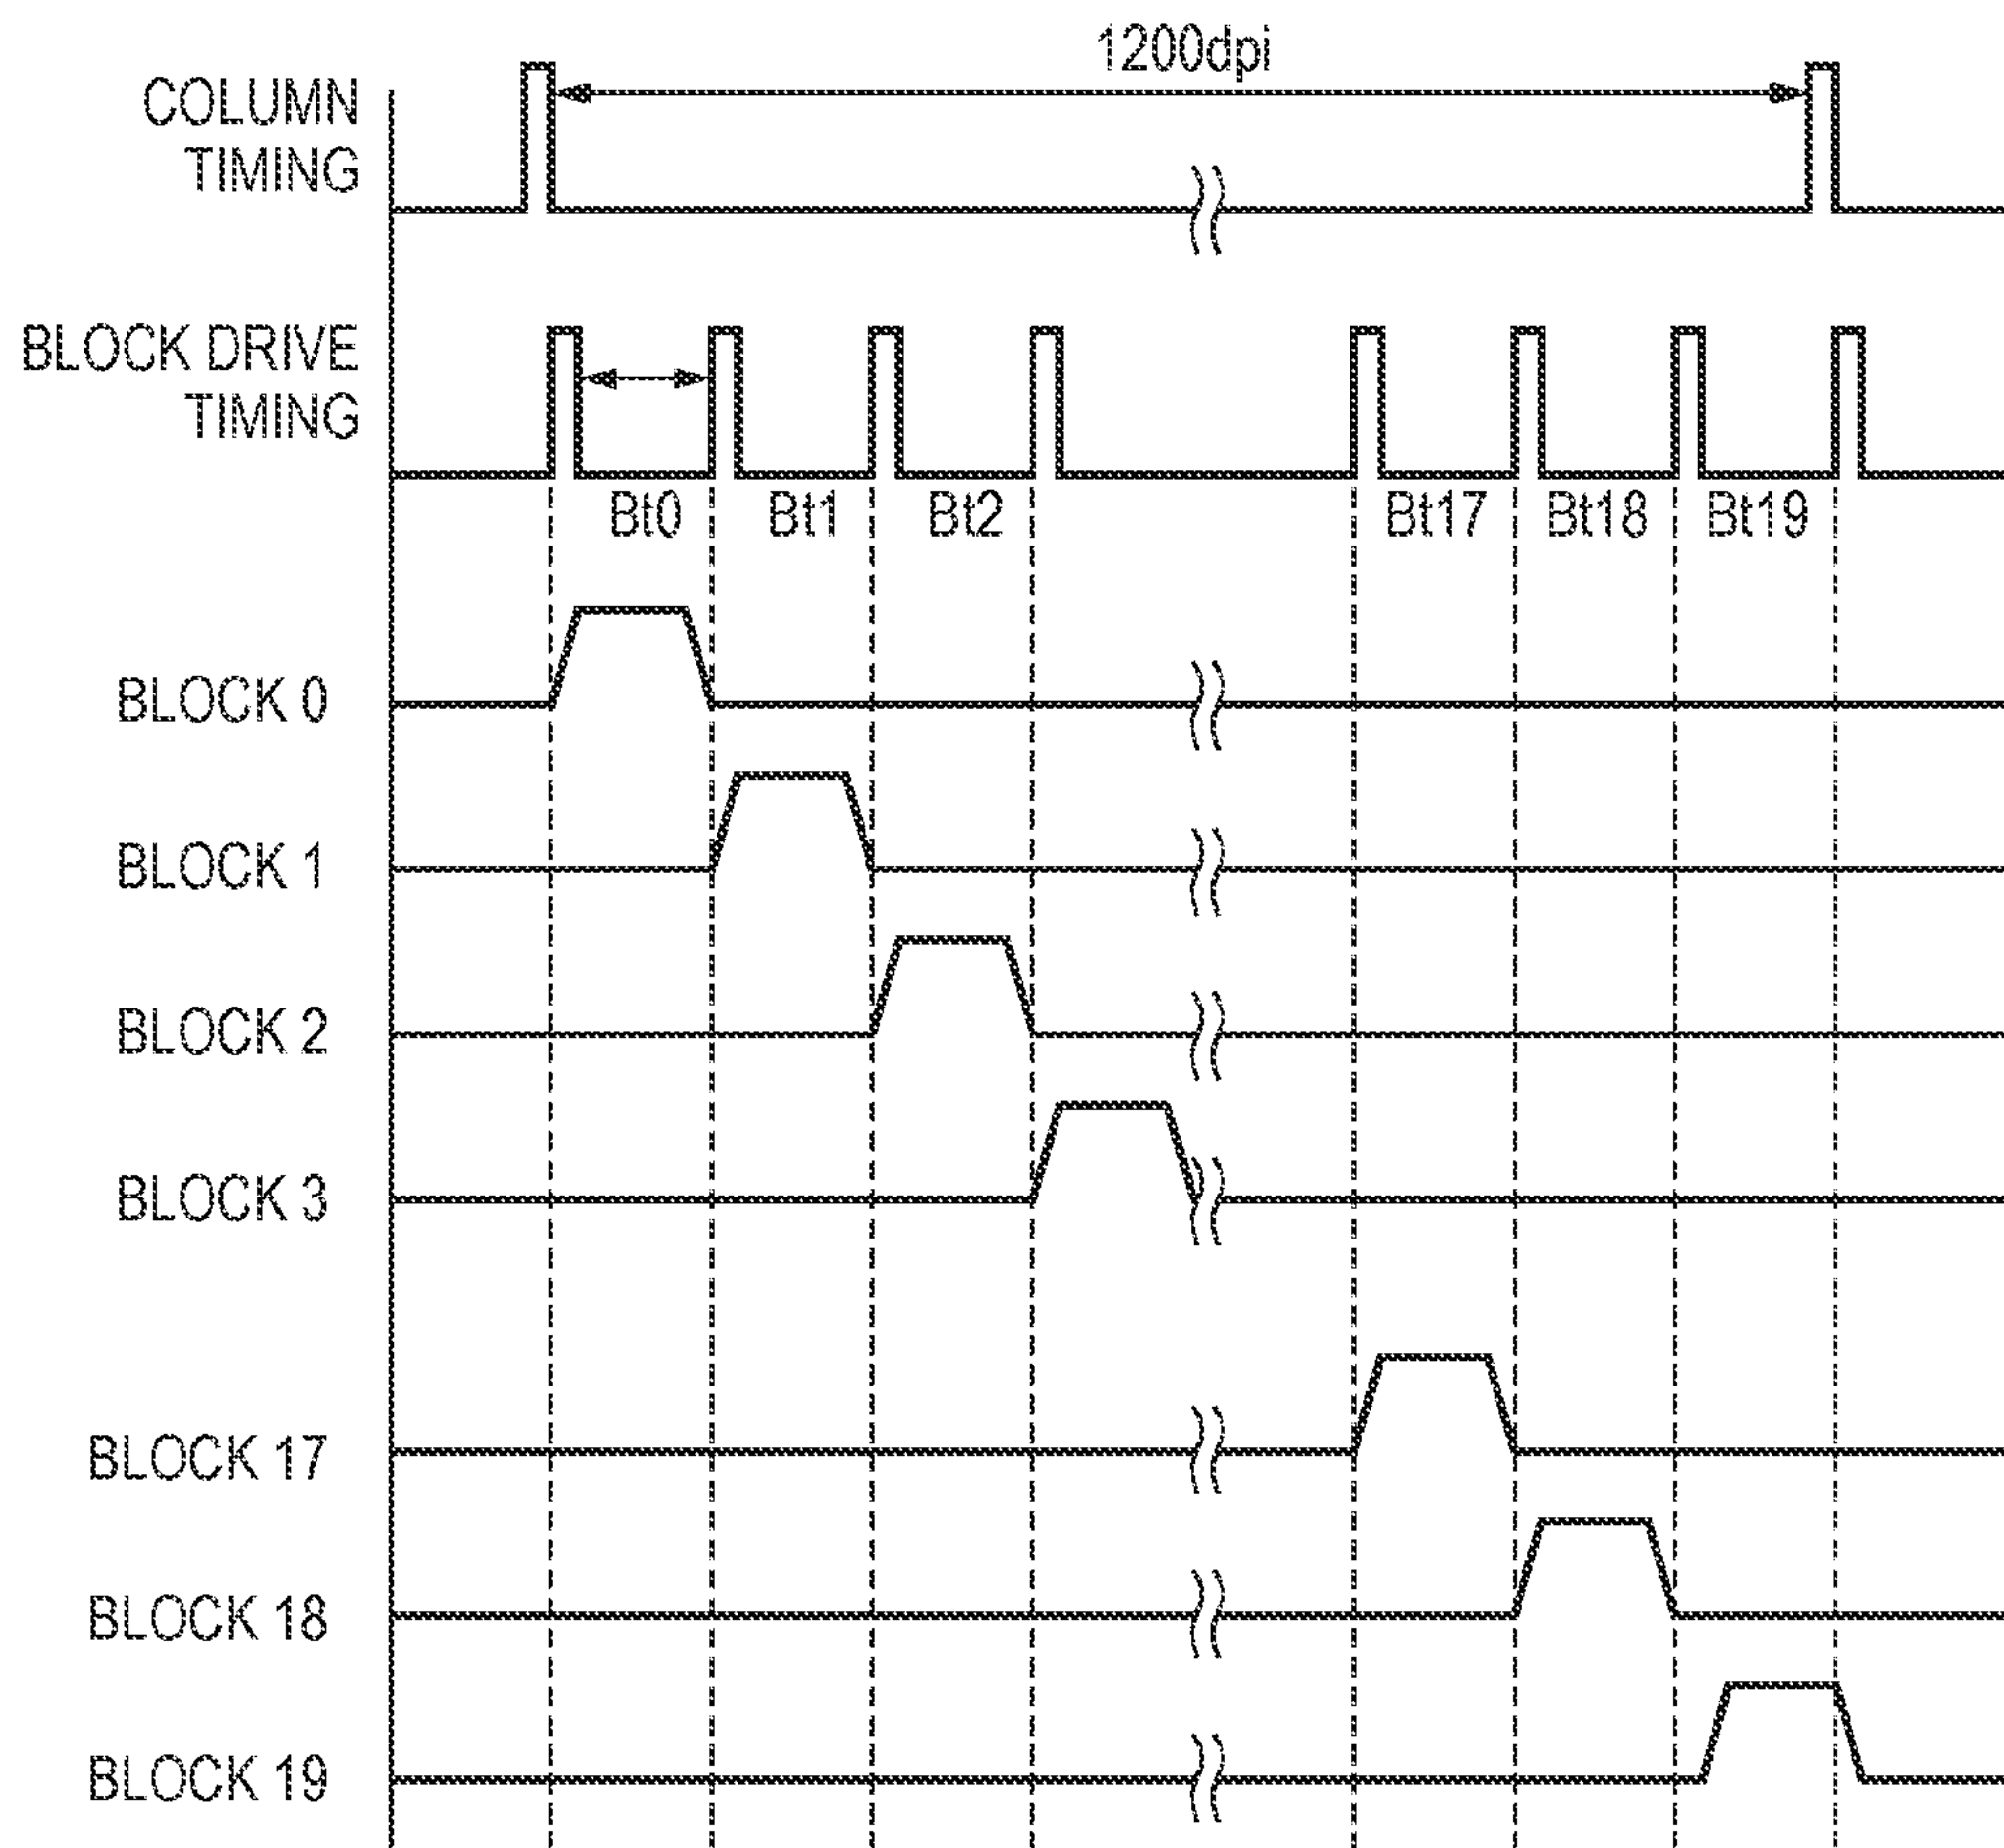 1200dpi
COLUMN
TIMING
BLOCK DRIVE
TIMING
Bt0 Bt1 Bt2 Bt17 Bt18 Bt19
BLOCK 0
BLOCK 1
BLOCK 2
BLOCK 3
BLOCK 17
BLOCK 18
BLOCK 19